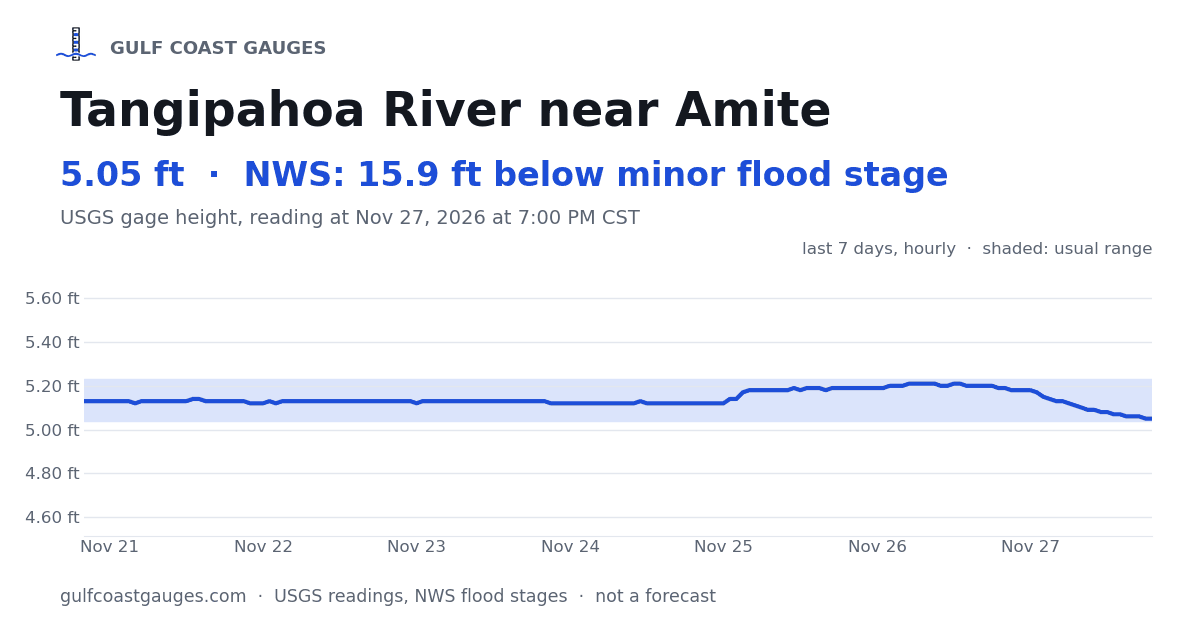 GULF COAST GAUGES
Tangipahoa River near Amite
5.05 ft · NWS: 15.9 ft below minor flood stage
USGS gage height, reading at Nov 27, 2026 at 7:00 PM CST
last 7 days, hourly · shaded: usual range
5.60 ft
5.40 ft
5.20 ft
5.00 ft
4.80 ft
4.60 ft
Nov 21 Nov 22 Nov 23 Nov 24 Nov 25 Nov 26 Nov 27
gulfcoastgauges.com · USGS readings, NWS flood stages · not a forecast